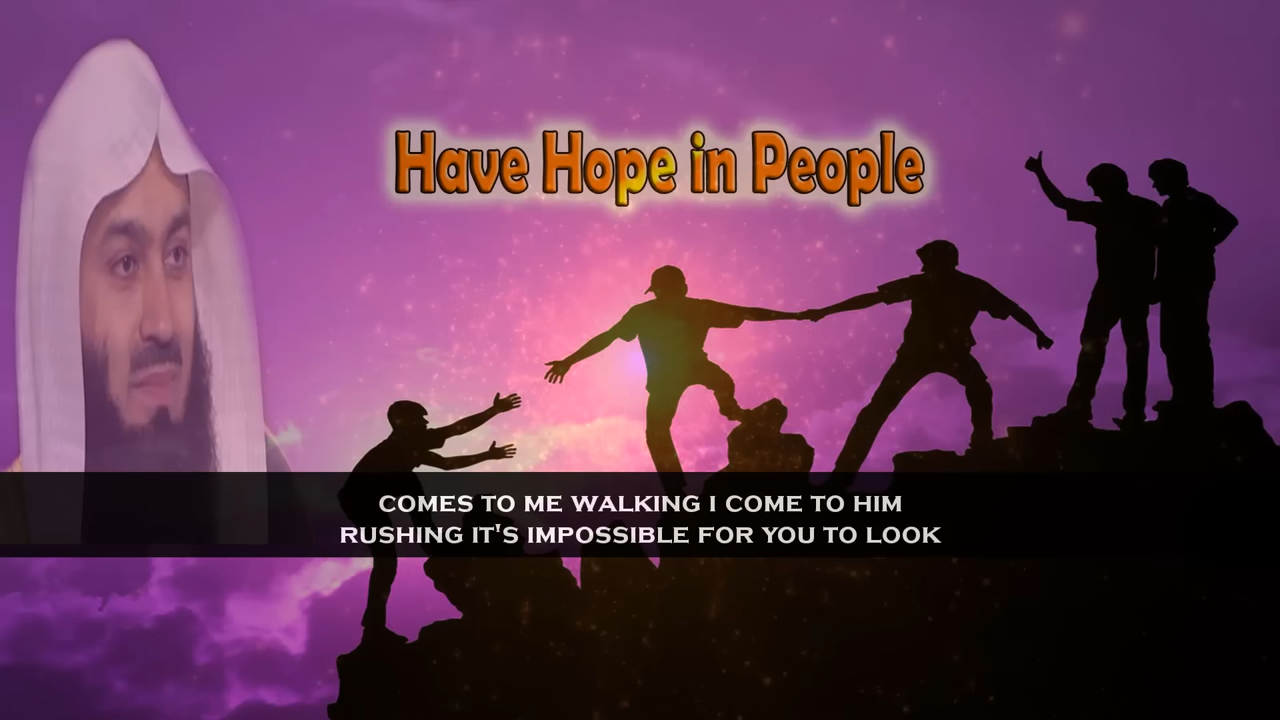 Have Hope in People
COMES TO ME WALKING I COME TO HIM
RUSHING IT'S IMPOSSIBLE FOR YOU TO LOOK